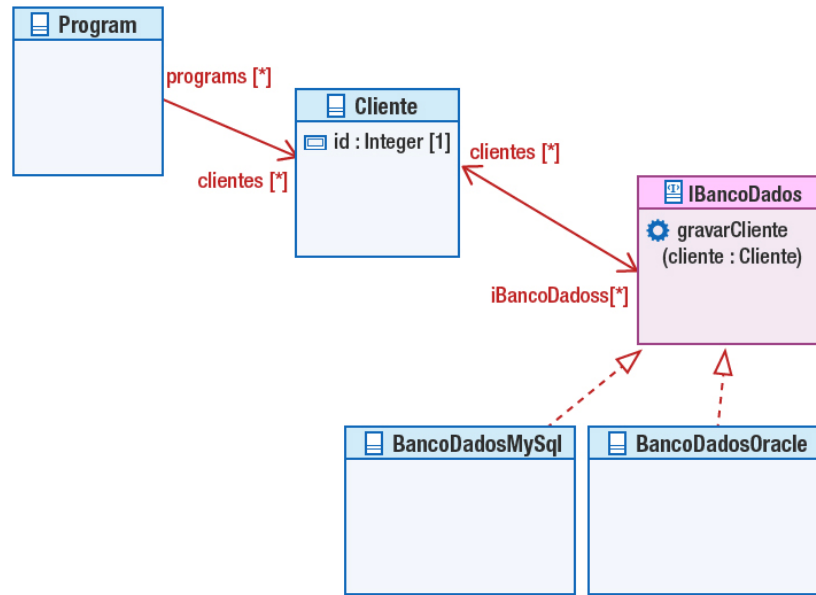 Program
programs [*]
Cliente
id : Integer [1]
clientes [*]
clientes [*]
IBancoDados
gravarCliente
(cliente : Cliente)
iBancoDadoss[*]
BancoDadosMySql
BancoDadosOracle